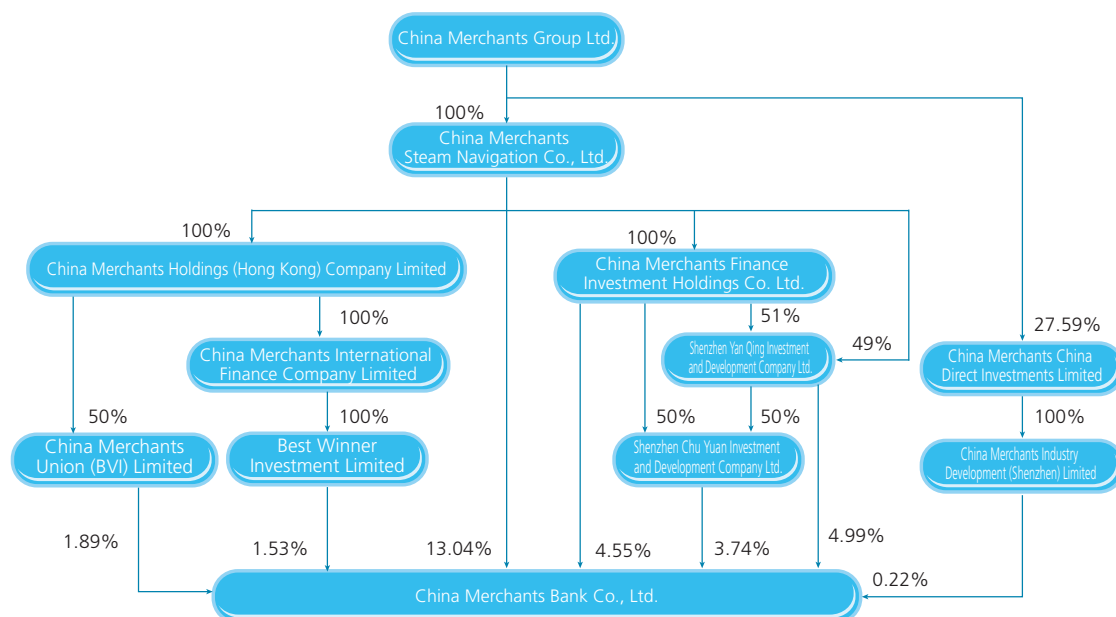 China Merchants Group Ltd.
100%
China Merchants
Steam Navigation Co., Ltd.
100%
100%
China Merchants Holdings (Hong Kong) Company Limited
China Merchants Finance
Investment Holdings Co. Ltd.
100%
51%
27.59%
China Merchants International
Finance Company Limited
Shenzhen Yan Qing Investment
and Development Company Ltd.
49%
China Merchants China
Direct Investments Limited
50%
100%
50%
50%
100%
China Merchants
Union (BVI) Limited
Best Winner
Investment Limited
Shenzhen Chu Yuan Investment
and Development Company Ltd.
China Merchants Industry
Development (Shenzhen) Limited
1.89%
1.53%
13.04%
4.55%
3.74%
4.99%
0.22%
China Merchants Bank Co., Ltd.